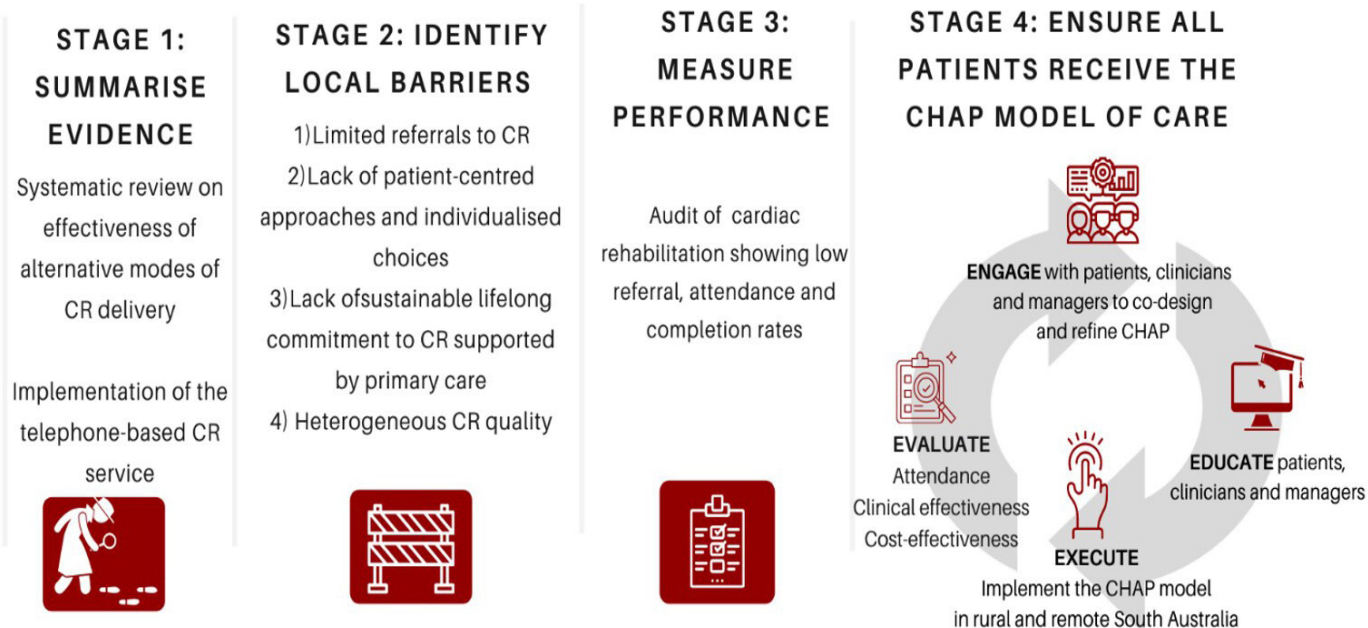 STAGE 1:
SUMMARISE
EVIDENCE
Systematic review on
effectiveness of
alternative modes of
CR delivery
Implementation of the
telephone-based CR
service
STAGE 2: IDENTIFY
LOCAL BARRIERS
1)Limited referrals to CR
2)Lack of patient-centred
approaches and individualised
choices
3)Lack ofsustainable lifelong
commitment to CR supported
by primary care
4) Heterogeneous CR quality
STAGE 3:
MEASURE
PERFORMANCE
Audit of cardiac
rehabilitation showing low
referral, attendance and
completion rates
STAGE 4: ENSURE ALL
PATIENTS RECEIVE THE
CHAP MODEL OF CARE
ENGAGE with patients, clinicians
and managers to co-design
and refine CHAP
EDUCATE patients,
clinicians and managers
EXECUTE
Implement the CHAP model
in rural and remote South Australia
EVALUATE
Attendance
Clinical effectiveness
Cost-effectiveness